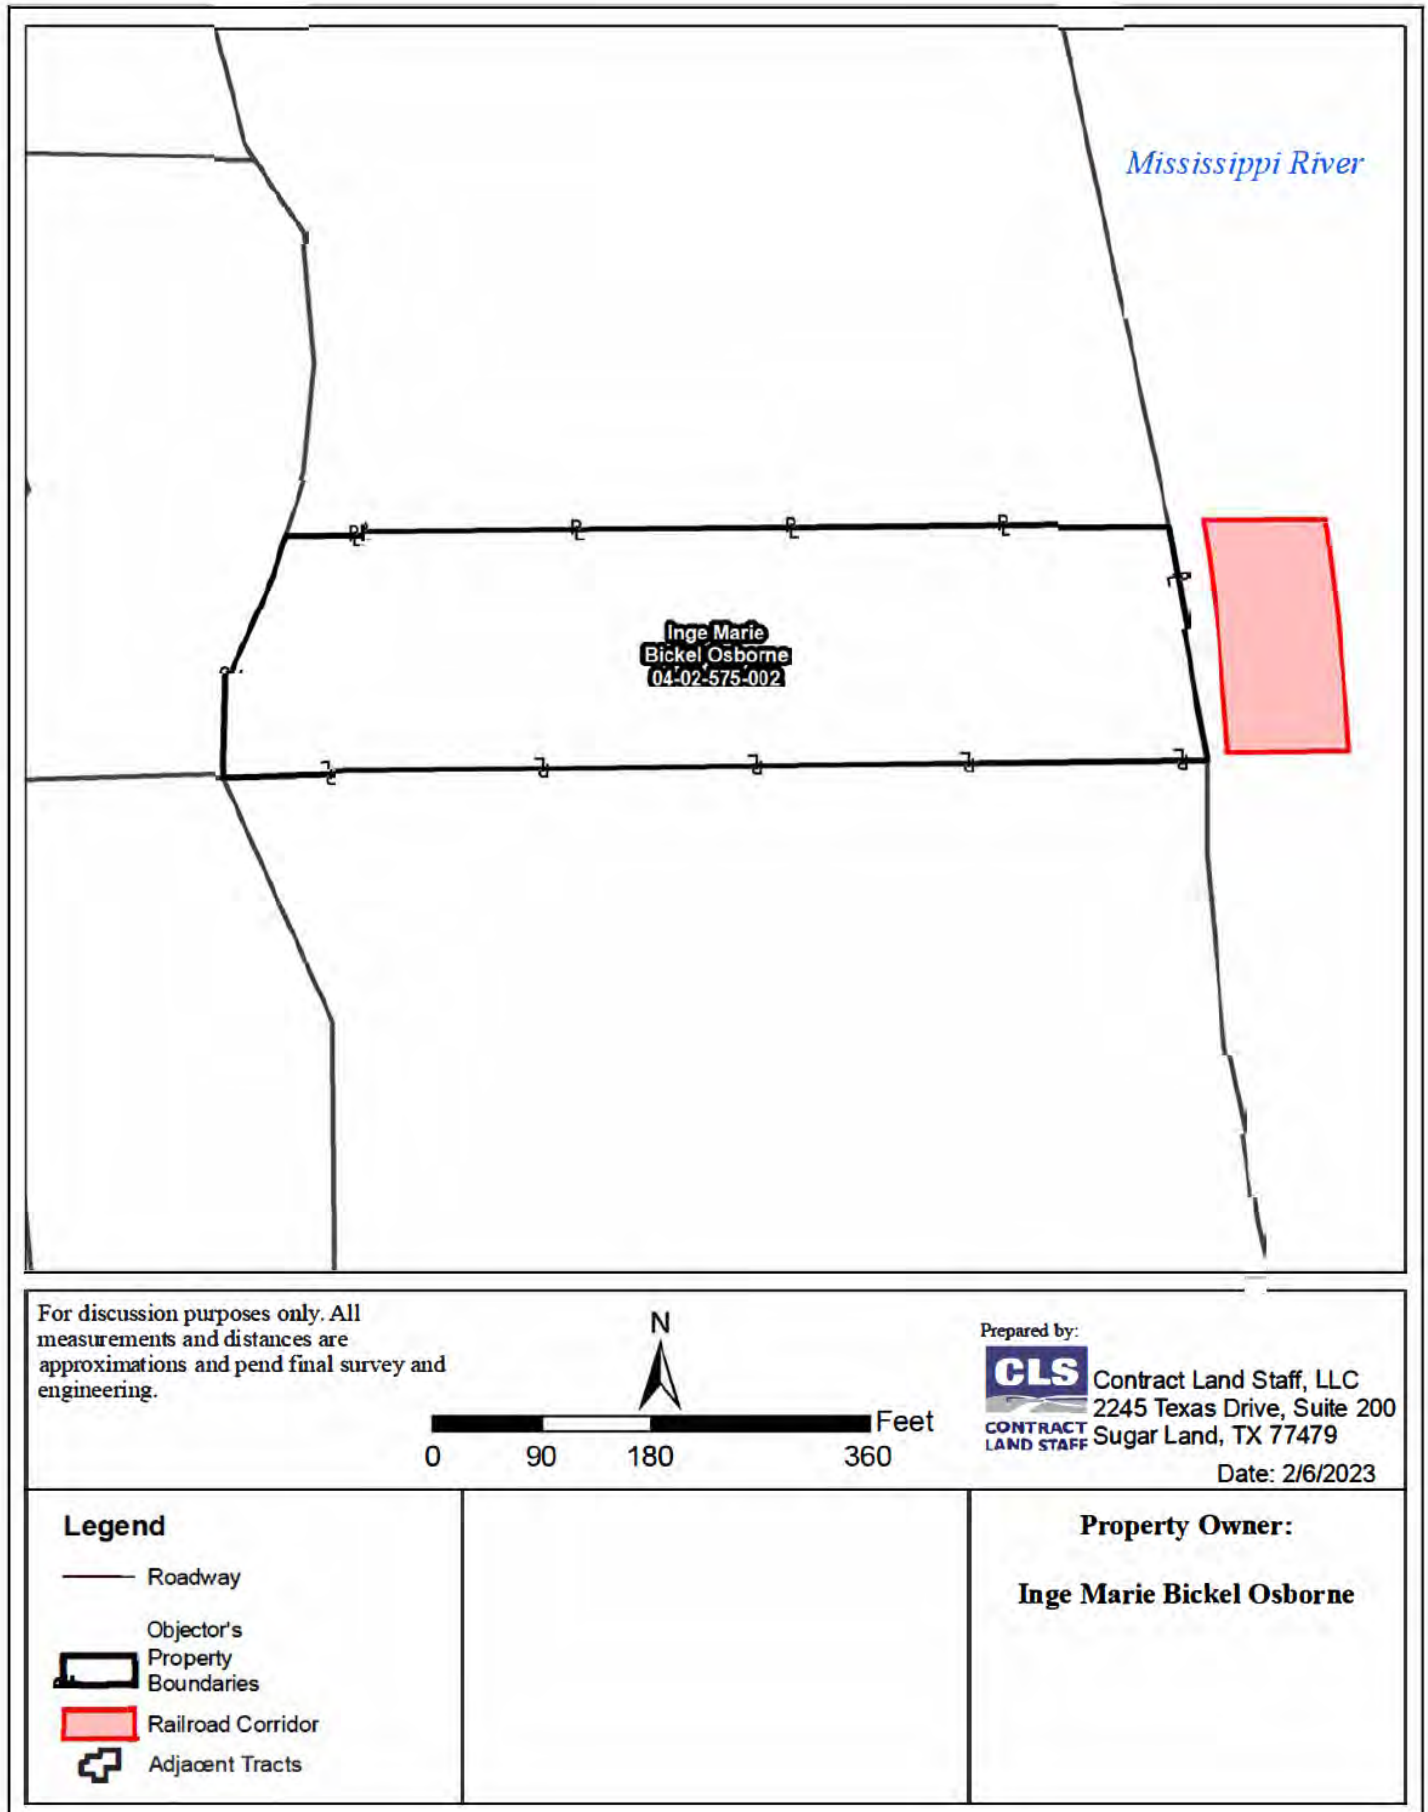 Mississippi River
Inge Marie
Bickel Osborne
04-02-575-002
For discussion purposes only. All
measurements and distances are
approximations and pend final survey and
engineering.
N
Feet
0 90 180 360
Prepared by:
CLS
CONTRACT
LAND STAFF
Contract Land Staff, LLC
2245 Texas Drive, Suite 200
Sugar Land, TX 77479
Date: 2/6/2023
Legend
Roadway
Objector's
Property
Boundaries
Railroad Corridor
Adjacent Tracts
Property Owner:
Inge Marie Bickel Osborne